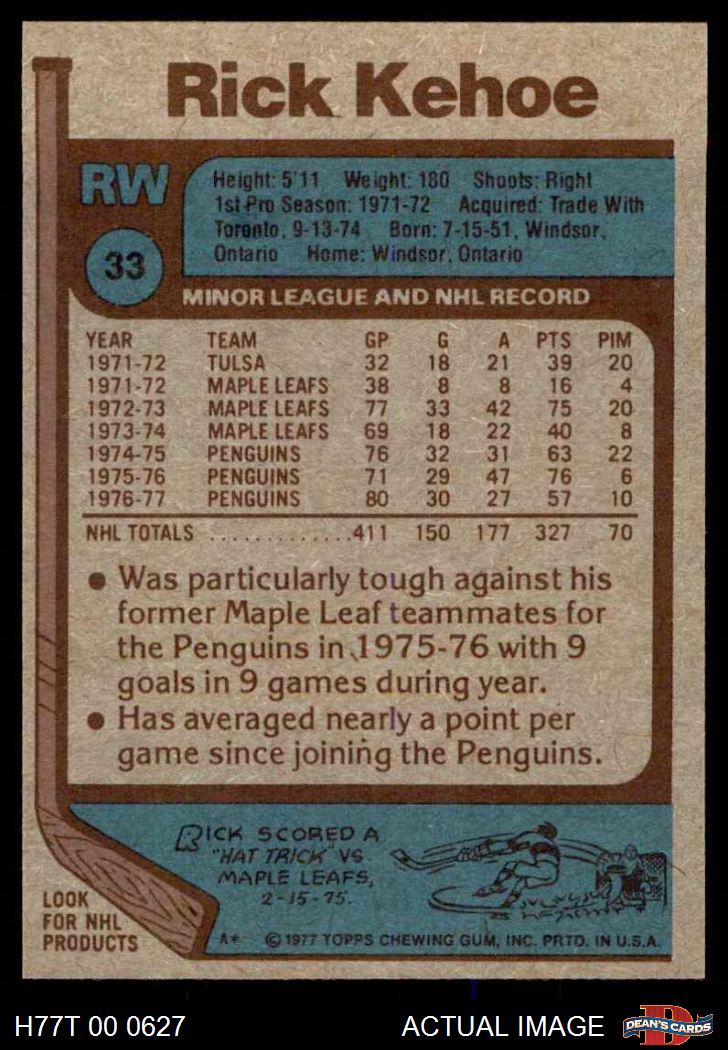 Rick Kehoe
RW
33
Height: 5'11 Weight: 180 Shoots: Right
1st Pro Season: 1971-72 Acquired: Trade With
Toronto, 9-13-74 Born: 7-15-51, Windsor,
Ontario Home: Windsor, Ontario
MINOR LEAGUE AND NHL RECORD
YEAR TEAM GP G A PTS PIM
1971-72 TULSA 32 18 21 39 20
1971-72 MAPLE LEAFS 38 8 8 16 4
1972-73 MAPLE LEAFS 77 33 42 75 20
1973-74 MAPLE LEAFS 69 18 22 40 8
1974-75 PENGUINS 76 32 31 63 22
1975-76 PENGUINS 71 29 47 76 6
1976-77 PENGUINS 80 30 27 57 10
NHL TOTALS .............411 150 177 327 70
● Was particularly tough against his
former Maple Leaf teammates for
the Penguins in 1975-76 with 9
goals in 9 games during year.
● Has averaged nearly a point per
game since joining the Penguins.
RICK SCORED A
"HAT TRICK" VS
MAPLE LEAFS,
2-15-75.
LOOK
FOR NHL
PRODUCTS
A* © 1977 TOPPS CHEWING GUM, INC. PRTD. IN U.S.A.
H77T 00 0627 ACTUAL IMAGE
D
DEAN'S CARDS